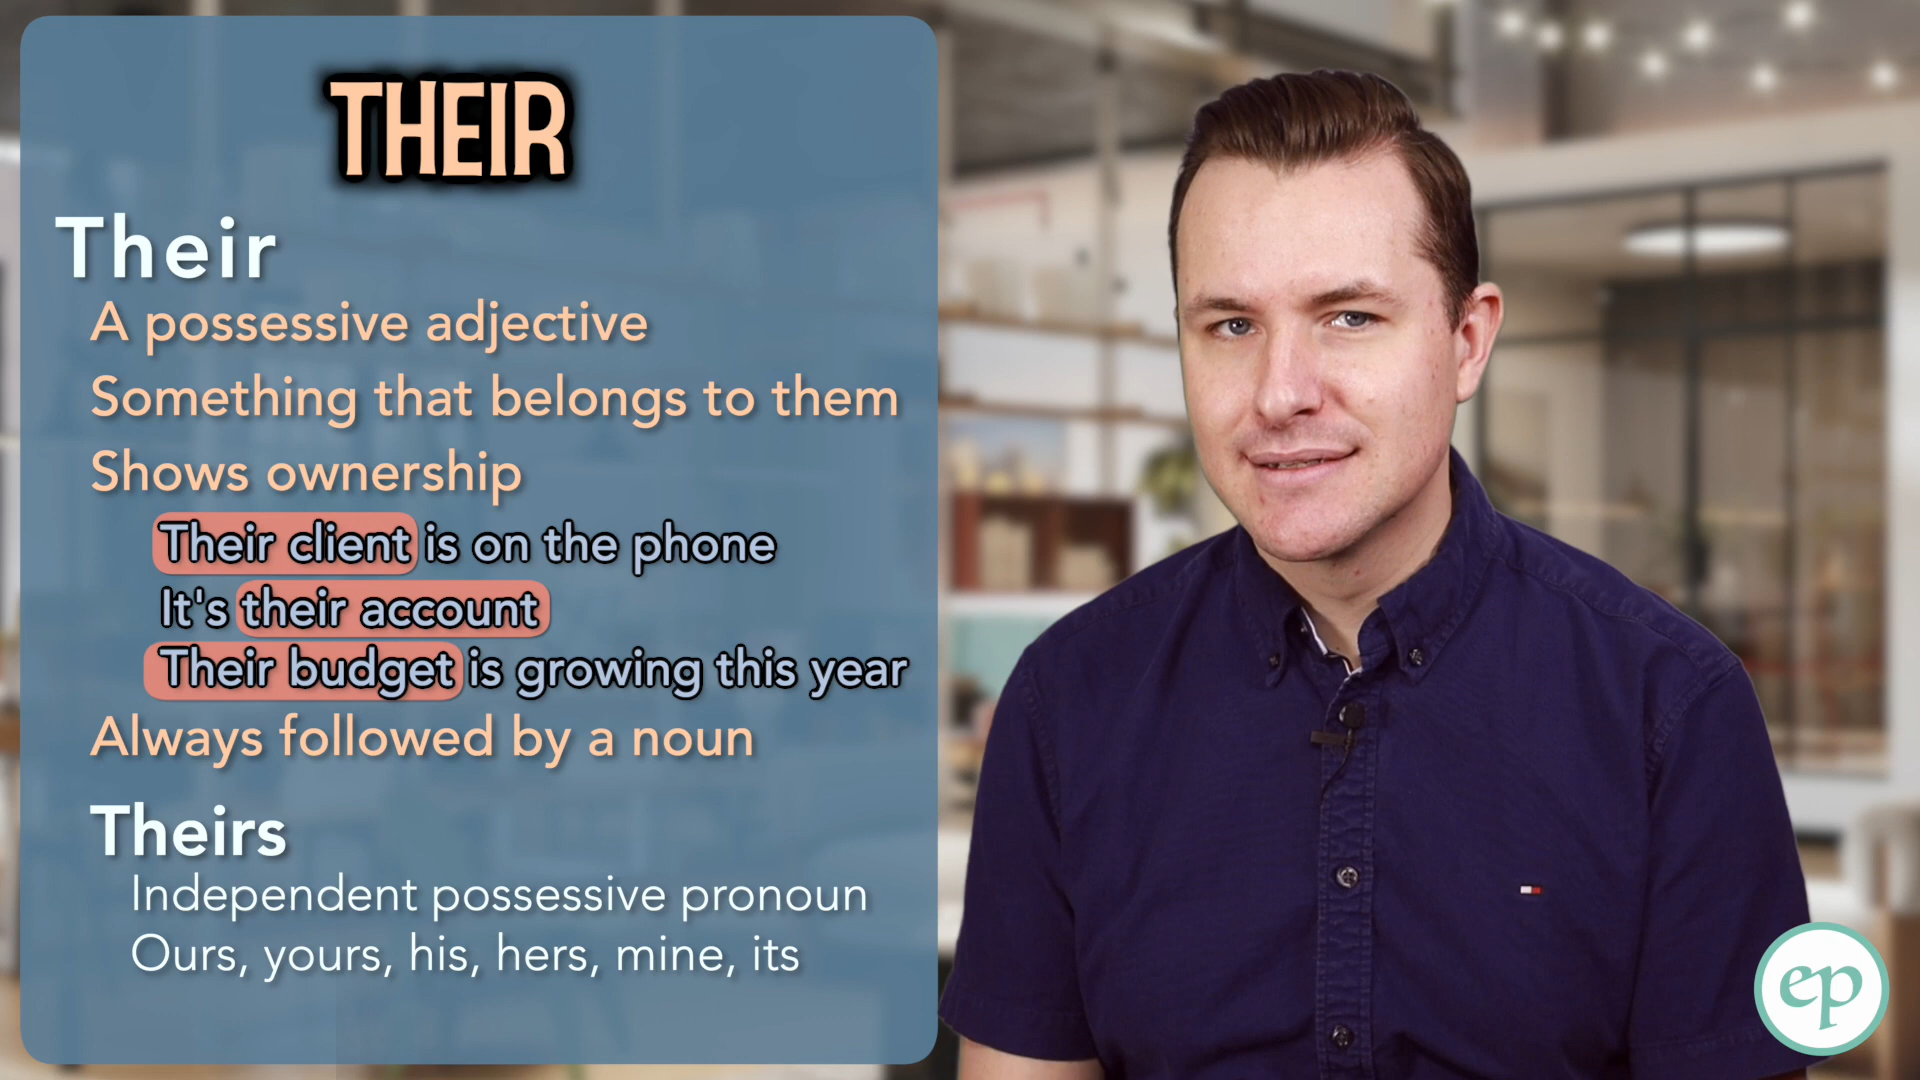 THEIR
Their
A possessive adjective
Something that belongs to them
Shows ownership
Their client is on the phone
It's their account
Their budget is growing this year
Always followed by a noun
Theirs
Independent possessive pronoun
Ours, yours, his, hers, mine, its
ep